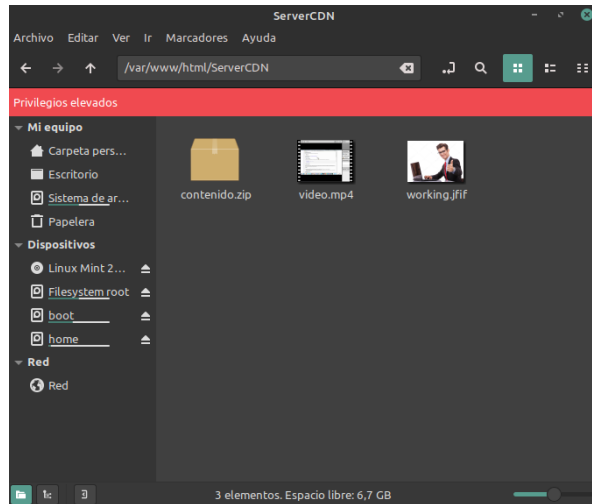 ServerCDN
Archivo Editar Ver Ir Marcadores Ayuda
/var/www/html/ServerCDN
Privilegios elevados
Mi equipo
Carpeta pers...
Escritorio
Sistema de ar...
Papelera
Dispositivos
Linux Mint 2...
Filesystem root
boot
home
Red
Red
contenido.zip
video.mp4
working.jfif
3 elementos. Espacio libre: 6,7 GB